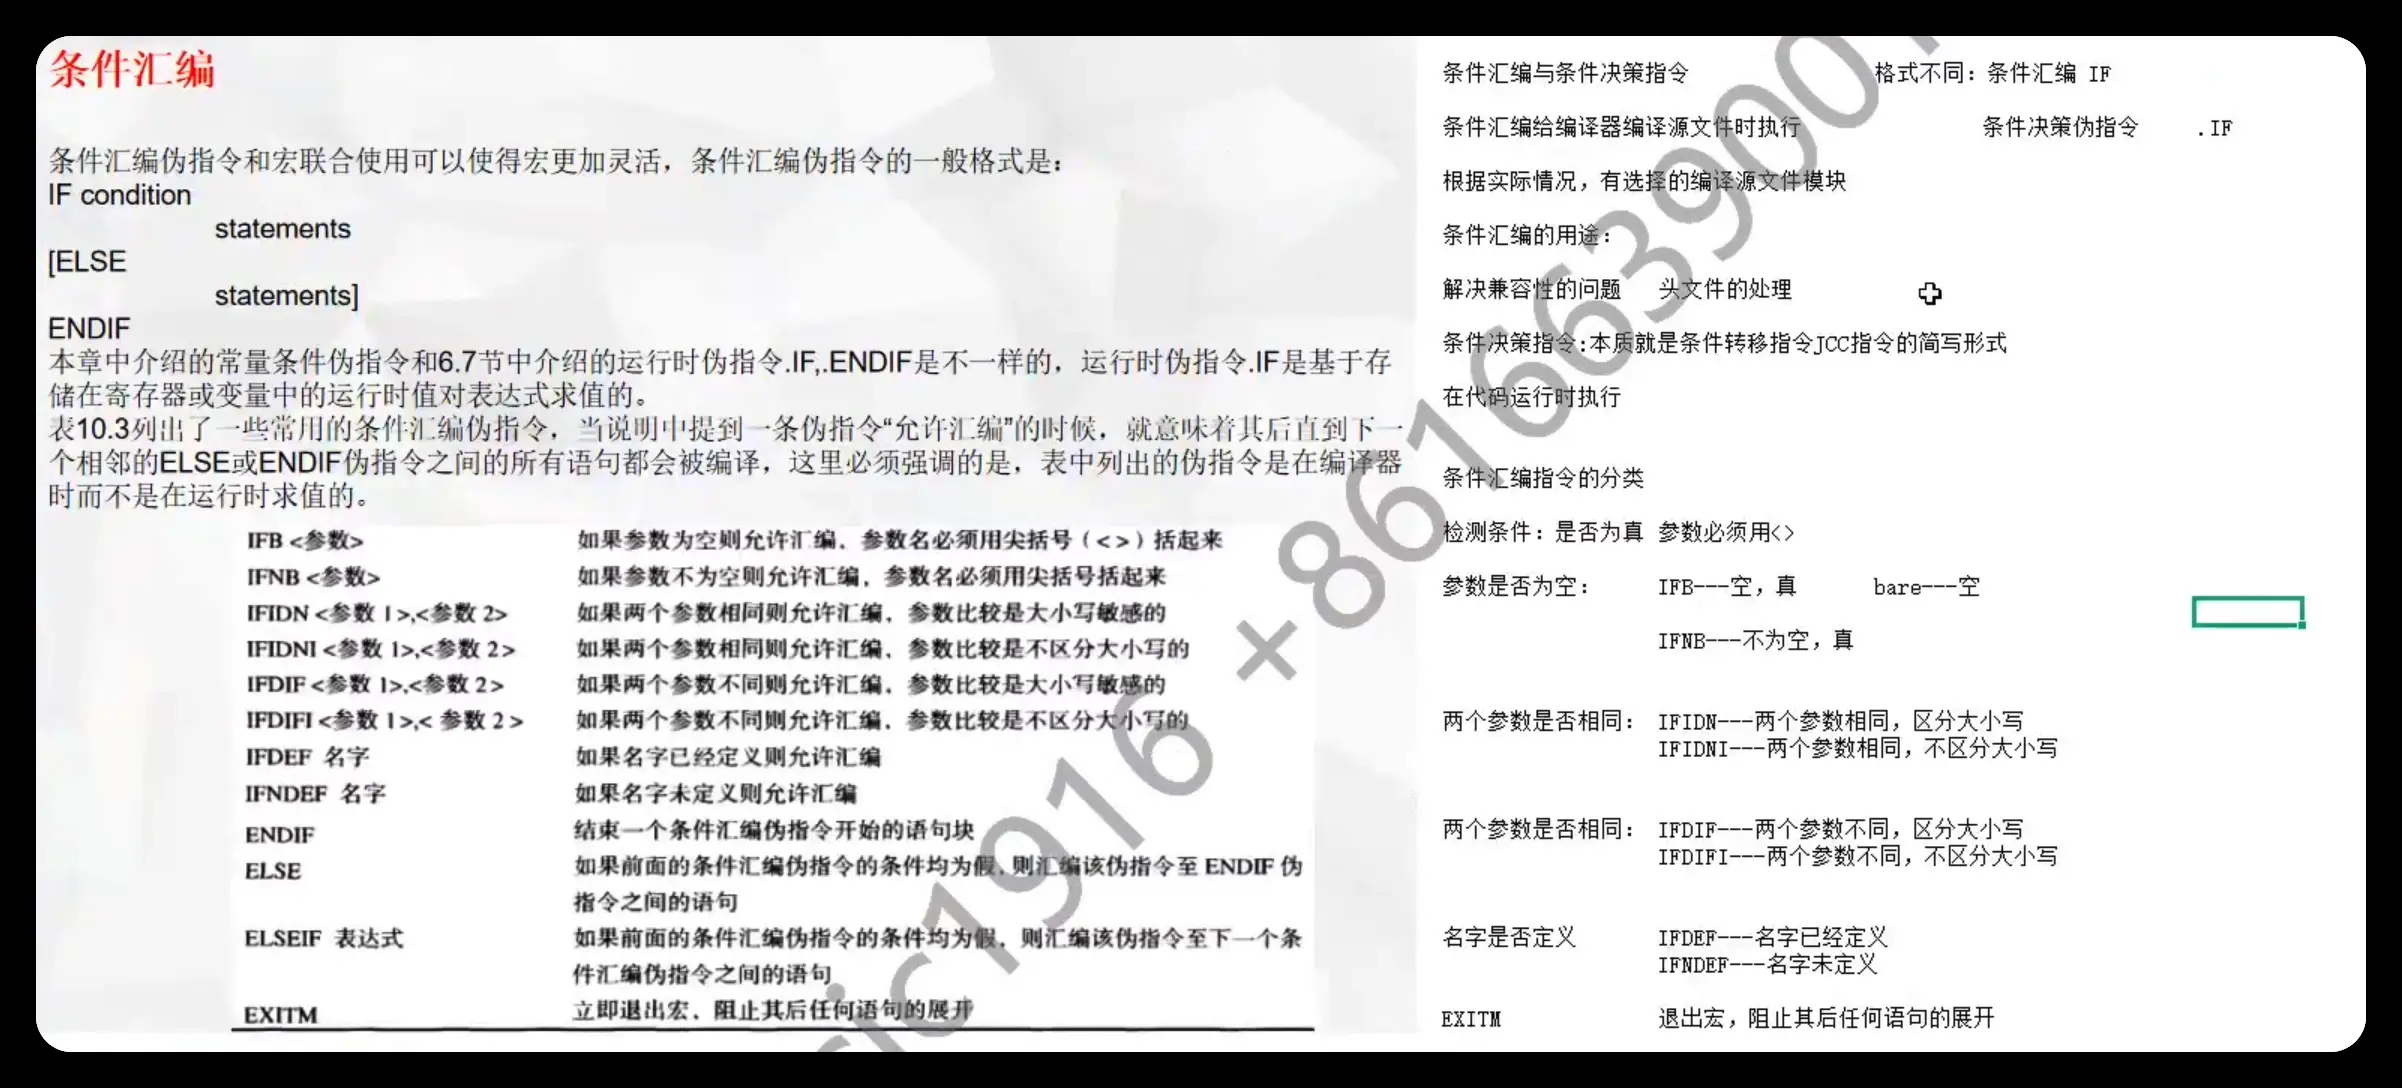 条件汇编
条件汇编伪指令和宏联合使用可以使得宏更加灵活，条件汇编伪指令的一般格式是：
IF condition
statements
[ELSE
statements]
ENDIF
本章中介绍的常量条件伪指令和6.7节中介绍的运行时伪指令.IF,.ENDIF是不一样的，运行时伪指令.IF是基于存
储在寄存器或变量中的运行时值对表达式求值的。
表10.3列出了一些常用的条件汇编伪指令，当说明中提到一条伪指令“允许汇编”的时候，就意味着其后直到下一
个相邻的ELSE或ENDIF伪指令之间的所有语句都会被编译，这里必须强调的是，表中列出的伪指令是在编译器
时而不是在运行时求值的。
IFB <参数> 如果参数为空则允许汇编，参数名必须用尖括号（< >）括起来
IFNB <参数> 如果参数不为空则允许汇编，参数名必须用尖括号括起来
IFIDN <参数 1>,<参数 2> 如果两个参数相同则允许汇编，参数比较是大小写敏感的
IFIDNI <参数 1>,<参数 2> 如果两个参数相同则允许汇编，参数比较是不区分大小写的
IFDIF <参数 1>,<参数 2> 如果两个参数不同则允许汇编，参数比较是大小写敏感的
IFDIFI <参数 1>,< 参数 2 > 如果两个参数不同则允许汇编，参数比较是不区分大小写的
IFDEF 名字 如果名字已经定义则允许汇编
IFNDEF 名字 如果名字未定义则允许汇编
ENDIF 结束一个条件汇编伪指令开始的语句块
ELSE 如果前面的条件汇编伪指令的条件均为假，则汇编该伪指令至 ENDIF 伪
指令之间的语句
ELSEIF 表达式 如果前面的条件汇编伪指令的条件均为假，则汇编该伪指令至下一个条
件汇编伪指令之间的语句
EXITM 立即退出宏，阻止其后任何语句的展开
条件汇编与条件决策指令 格式不同：条件汇编 IF
条件汇编给编译器编译源文件时执行 条件决策伪指令 .IF
根据实际情况，有选择的编译源文件模块
条件汇编的用途：
解决兼容性的问题 头文件的处理
条件决策指令:本质就是条件转移指令JCC指令的简写形式
在代码运行时执行
条件汇编指令的分类
检测条件：是否为真 参数必须用<>
参数是否为空： IFB---空，真 bare---空
IFNB---不为空，真
两个参数是否相同： IFIDN---两个参数相同，区分大小写
IFIDNI---两个参数相同，不区分大小写
两个参数是否相同： IFDIF---两个参数不同，区分大小写
IFDIFI---两个参数不同，不区分大小写
名字是否定义 IFDEF---名字已经定义
IFNDEF---名字未定义
EXITM 退出宏，阻止其后任何语句的展开
sic1916 +8616639001